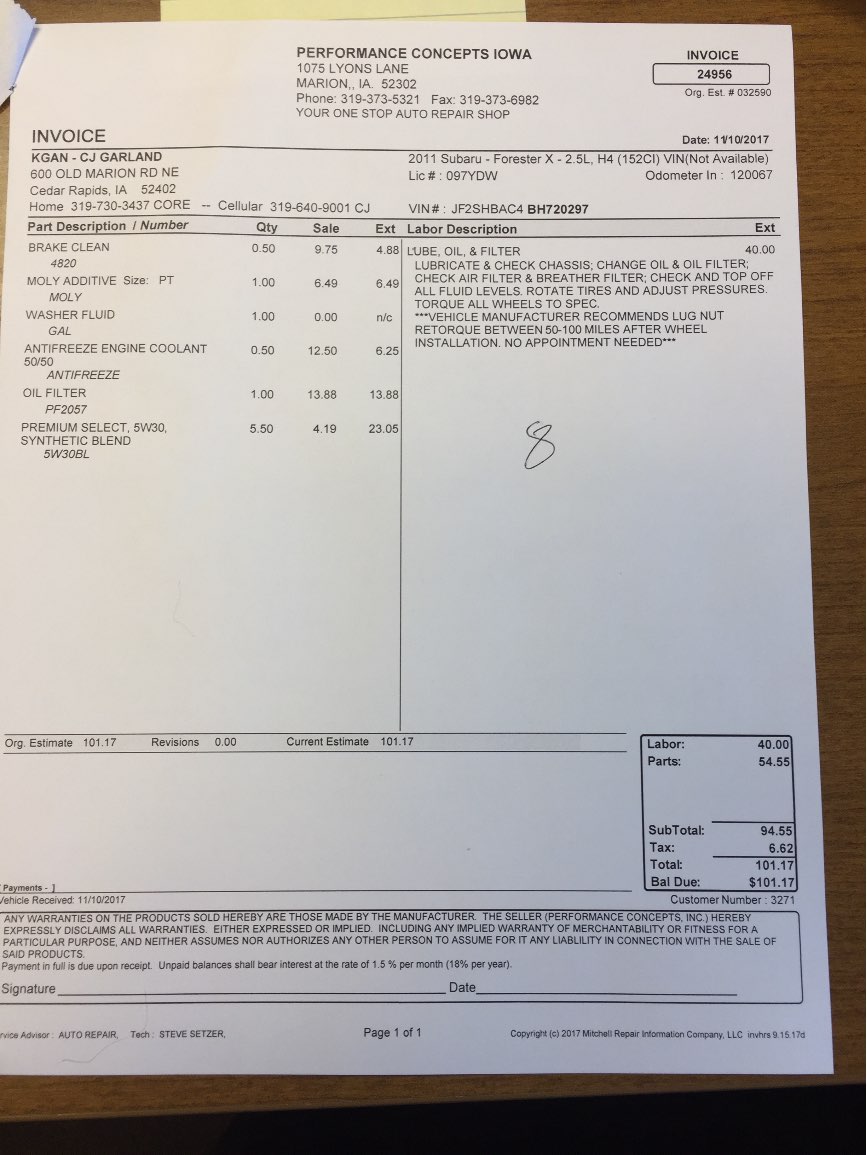 PERFORMANCE CONCEPTS IOWA
1075 LYONS LANE
MARION,, IA. 52302
Phone: 319-373-5321 Fax: 319-373-6982
YOUR ONE STOP AUTO REPAIR SHOP
INVOICE
24956
Org. Est. # 032590
INVOICE
Date: 11/10/2017
KGAN - CJ GARLAND
600 OLD MARION RD NE
Cedar Rapids, IA 52402
Home 319-730-3437 CORE -- Cellular 319-640-9001 CJ
2011 Subaru - Forester X - 2.5L, H4 (152CI) VIN(Not Available)
Lic # : 097YDW Odometer In : 120067
VIN # : JF2SHBAC4 BH720297
Part Description / Number Qty Sale Ext
BRAKE CLEAN 0.50 9.75 4.88
4820
MOLY ADDITIVE Size: PT 1.00 6.49 6.49
MOLY
WASHER FLUID 1.00 0.00 n/c
GAL
ANTIFREEZE ENGINE COOLANT 0.50 12.50 6.25
50/50
ANTIFREEZE
OIL FILTER 1.00 13.88 13.88
PF2057
PREMIUM SELECT, 5W30, 5.50 4.19 23.05
SYNTHETIC BLEND
5W30BL
Labor Description Ext
LUBE, OIL, & FILTER 40.00
LUBRICATE & CHECK CHASSIS; CHANGE OIL & OIL FILTER;
CHECK AIR FILTER & BREATHER FILTER; CHECK AND TOP OFF
ALL FLUID LEVELS. ROTATE TIRES AND ADJUST PRESSURES.
TORQUE ALL WHEELS TO SPEC.
***VEHICLE MANUFACTURER RECOMMENDS LUG NUT
RETORQUE BETWEEN 50-100 MILES AFTER WHEEL
INSTALLATION. NO APPOINTMENT NEEDED***
8
Org. Estimate 101.17 Revisions 0.00 Current Estimate 101.17
Labor: 40.00
Parts: 54.55
SubTotal: 94.55
Tax: 6.62
Total: 101.17
Bal Due: $101.17
[ Payments - ]
Vehicle Received: 11/10/2017
Customer Number : 3271
ANY WARRANTIES ON THE PRODUCTS SOLD HEREBY ARE THOSE MADE BY THE MANUFACTURER. THE SELLER (PERFORMANCE CONCEPTS, INC.) HEREBY
EXPRESSLY DISCLAIMS ALL WARRANTIES. EITHER EXPRESSED OR IMPLIED. INCLUDING ANY IMPLIED WARRANTY OF MERCHANTABILITY OR FITNESS FOR A
PARTICULAR PURPOSE, AND NEITHER ASSUMES NOR AUTHORIZES ANY OTHER PERSON TO ASSUME FOR IT ANY LIABLILITY IN CONNECTION WITH THE SALE OF
SAID PRODUCTS.
Payment in full is due upon receipt. Unpaid balances shall bear interest at the rate of 1.5 % per month (18% per year).
Signature Date
rvice Advisor : AUTO REPAIR, Tech : STEVE SETZER, Page 1 of 1 Copyright (c) 2017 Mitchell Repair Information Company, LLC invhrs 9.15.17d